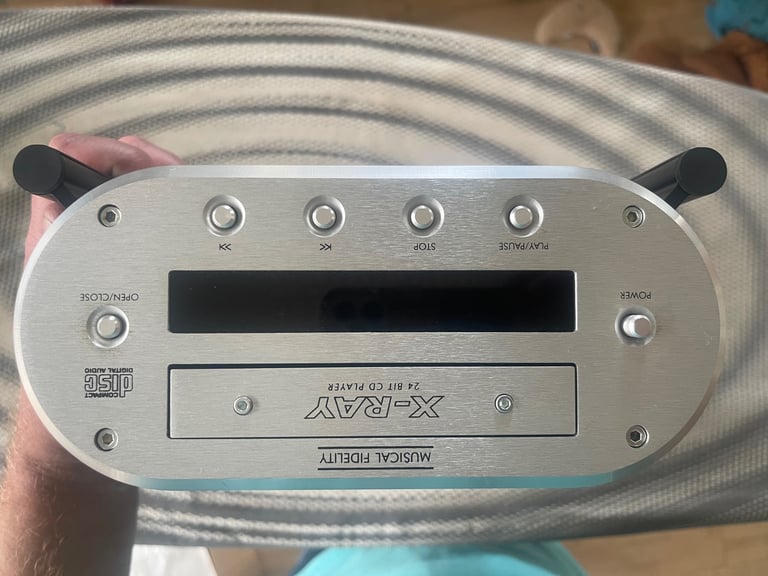 MUSICAL FIDELITY
X-RAY
24 BIT CD PLAYER
COMPACT
disc
DIGITAL AUDIO
POWER
OPEN/CLOSE
PLAY/PAUSE
STOP
<<
>>